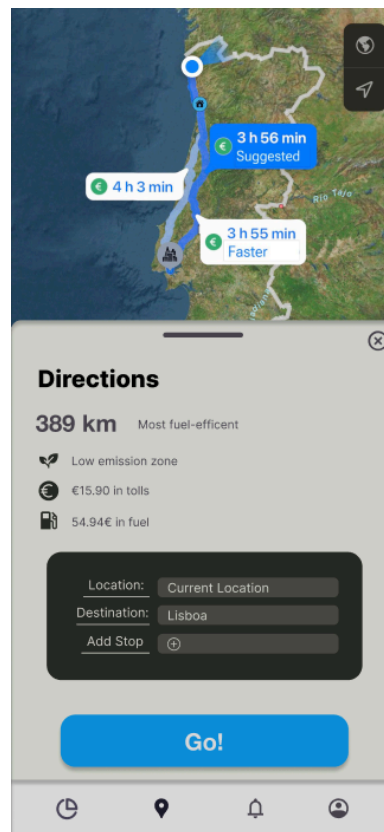 3 h 56 min
Suggested
4 h 3 min
Rio Tajo
3 h 55 min
Faster
Directions
389 km Most fuel-efficent
Low emission zone
€15.90 in tolls
54.94€ in fuel
Location: Current Location
Destination: Lisboa
Add Stop
Go!